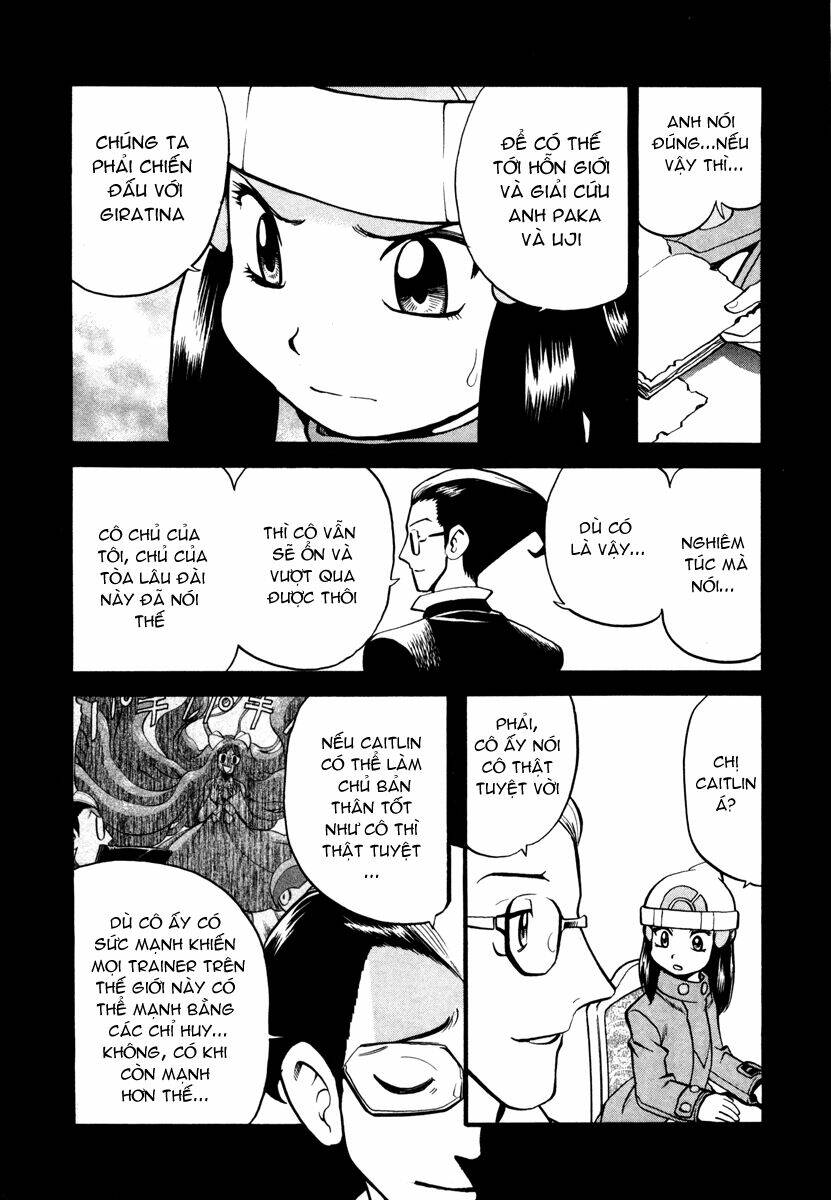 ANH NÓI
ĐÚNG...NẾU
VẬY THÌ...
ĐỂ CÓ THẾ
TỚI HỖN GIỚI
VÀ GIẢI CỨU
ANH PAKA
VÀ UJI
CHÚNG TA
PHẢI CHIẾN
ĐẤU VỚI
GIRATINA
NGHIÊM
TÚC MÀ
NÓI...
DÙ CÓ
LÀ VẬY...
THÌ CÔ VẪN
SẼ ỔN VÀ
VƯỢT QUA
ĐƯỢC THÔI
CÔ CHỦ CỦA
TÔI, CHỦ CỦA
TÒA LÂU ĐÀI
NÀY ĐÃ NÓI
THẾ
CHỊ
CAITLIN
Á?
PHẢI,
CÔ ẤY NÓI
CÔ THẬT
TUYỆT VỜI
NẾU CAITLIN
CÓ THỂ LÀM
CHỦ BẢN
THÂN TỐT
NHƯ CÔ THÌ
THẬT TUYỆT
...
DÙ CÔ ẤY CÓ
SỨC MẠNH KHIẾN
MỌI TRAINER TRÊN
THẾ GIỚI NÀY CÓ
THỂ MẠNH BẰNG
CÁC CHỈ HUY...
KHÔNG, CÓ KHI
CÒN MẠNH
HƠN THẾ...